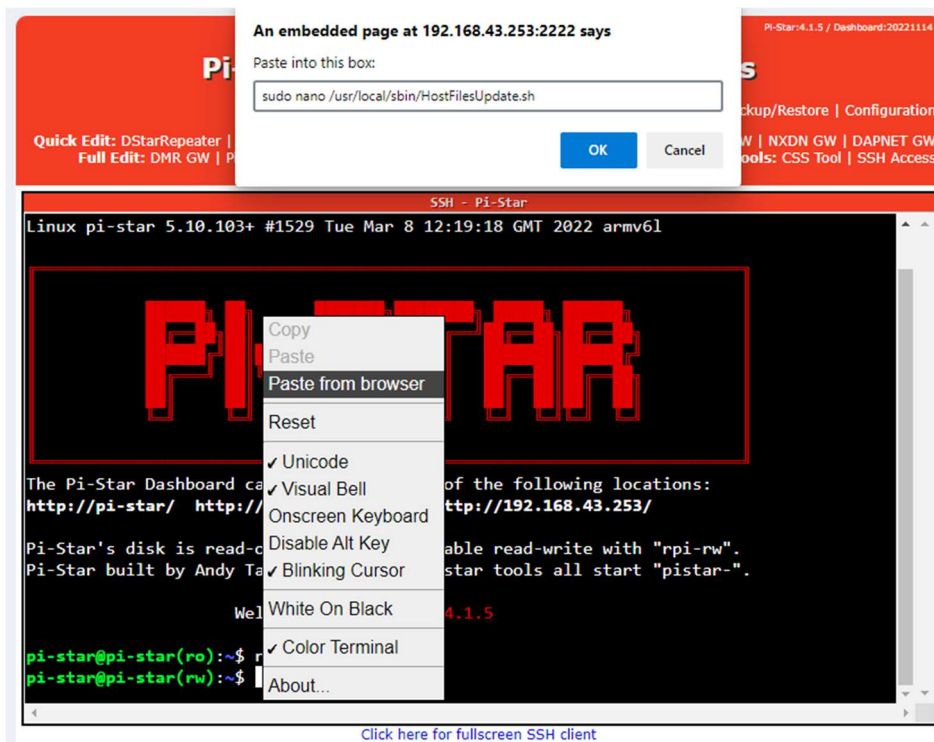 An embedded page at 192.168.43.253:2222 says
Paste into this box:
sudo nano /usr/local/sbin/HostFilesUpdate.sh
OK Cancel
Pi-Star:4.1.5 / Dashboard:20221114
Pi- s
ckup/Restore | Configuration
Quick Edit: DStarRepeater | W | NXDN GW | DAPNET GW
Full Edit: DMR GW | P ools: CSS Tool | SSH Access
SSH - Pi-Star
Linux pi-star 5.10.103+ #1529 Tue Mar 8 12:19:18 GMT 2022 armv6l
PI-STAR
Copy
Paste
Paste from browser
Reset
✓ Unicode
✓ Visual Bell
Onscreen Keyboard
Disable Alt Key
✓ Blinking Cursor
White On Black
✓ Color Terminal
About...
The Pi-Star Dashboard ca of the following locations:
http://pi-star/ http:// ttp://192.168.43.253/
Pi-Star's disk is read-o able read-write with "rpi-rw".
Pi-Star built by Andy Ta star tools all start "pistar-".
Wel 4.1.5
pi-star@pi-star(ro):~$ r
pi-star@pi-star(rw):~$
Click here for fullscreen SSH client